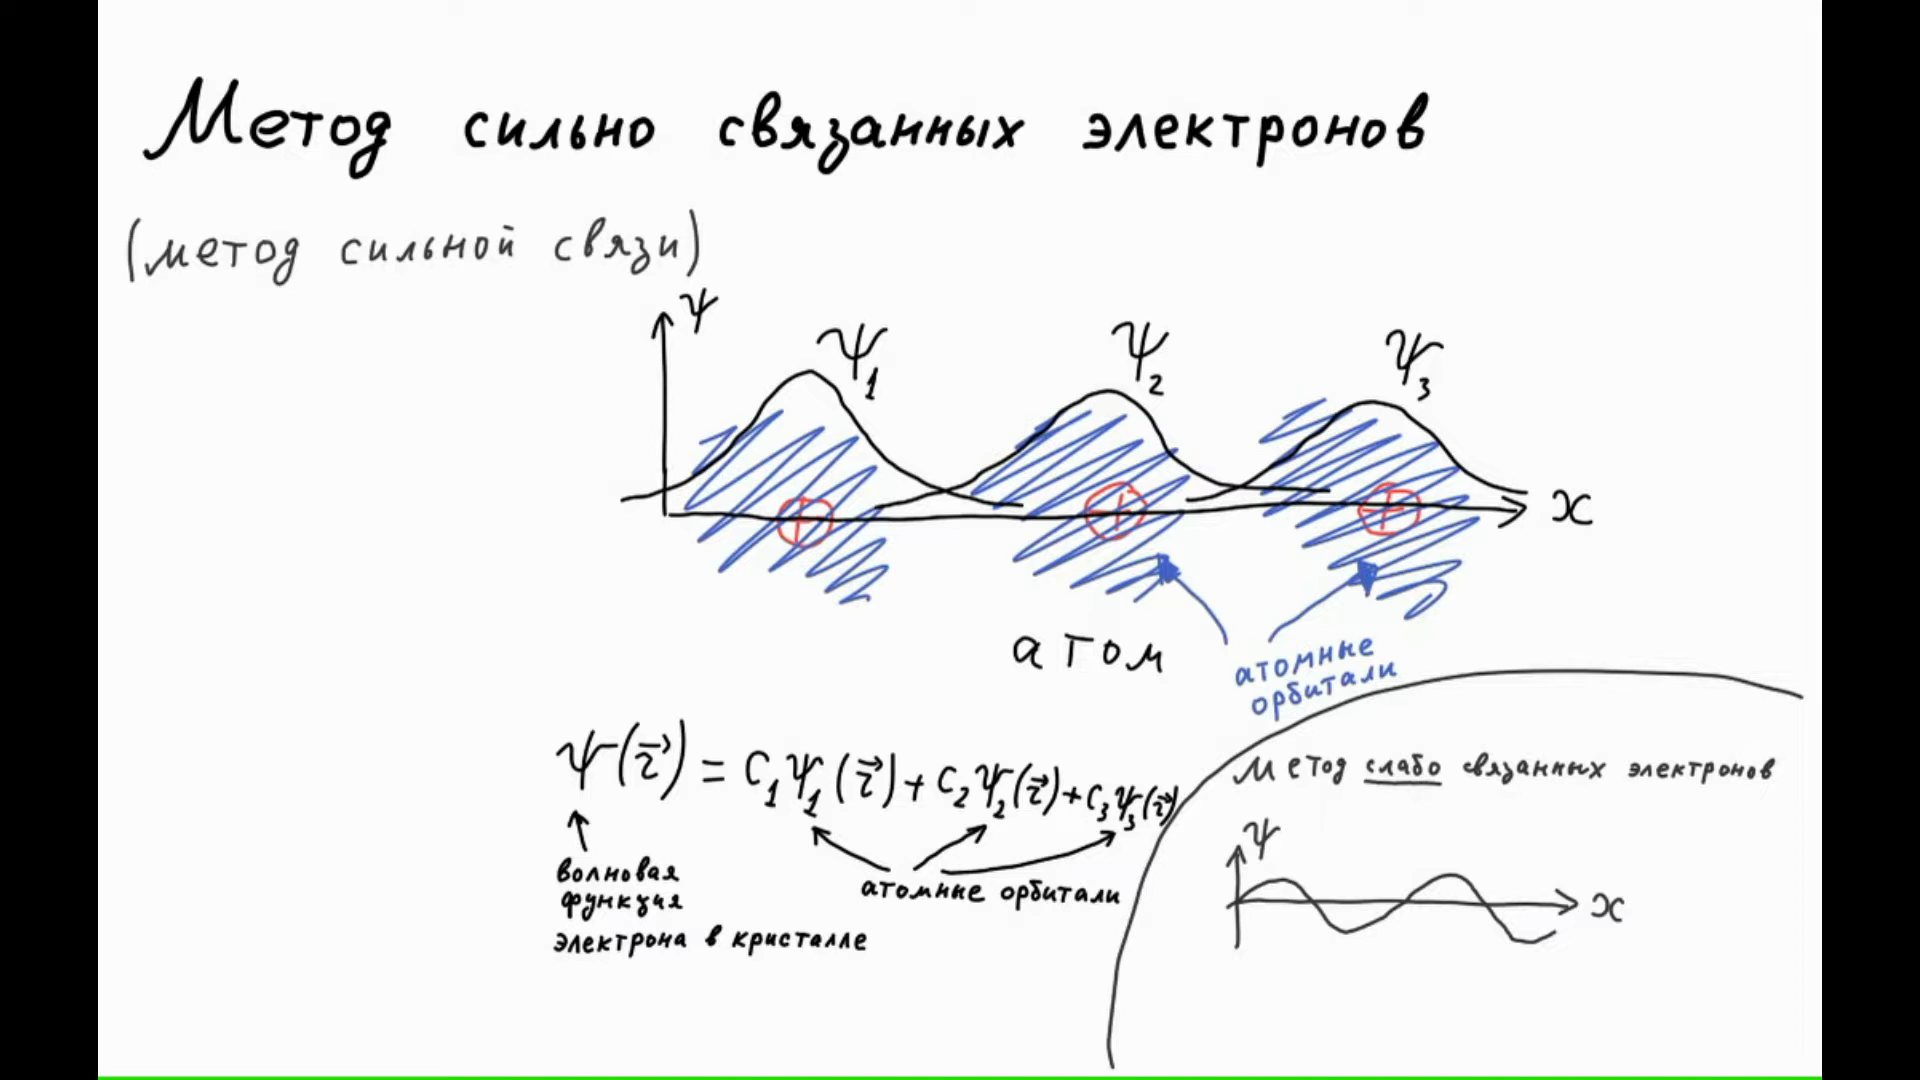 Метод сильно связанных электронов
(метод сильной связи)
Ψ
Ψ₁
Ψ₂
Ψ₃
x
атом
атомные
орбитали
Ψ(r⃗) = C₁Ψ₁(r⃗) + C₂Ψ₂(r⃗) + C₃Ψ₃(r⃗)
волновая
функция
электрона в кристалле
атомные орбитали
Метод слабо связанных электронов
Ψ
x